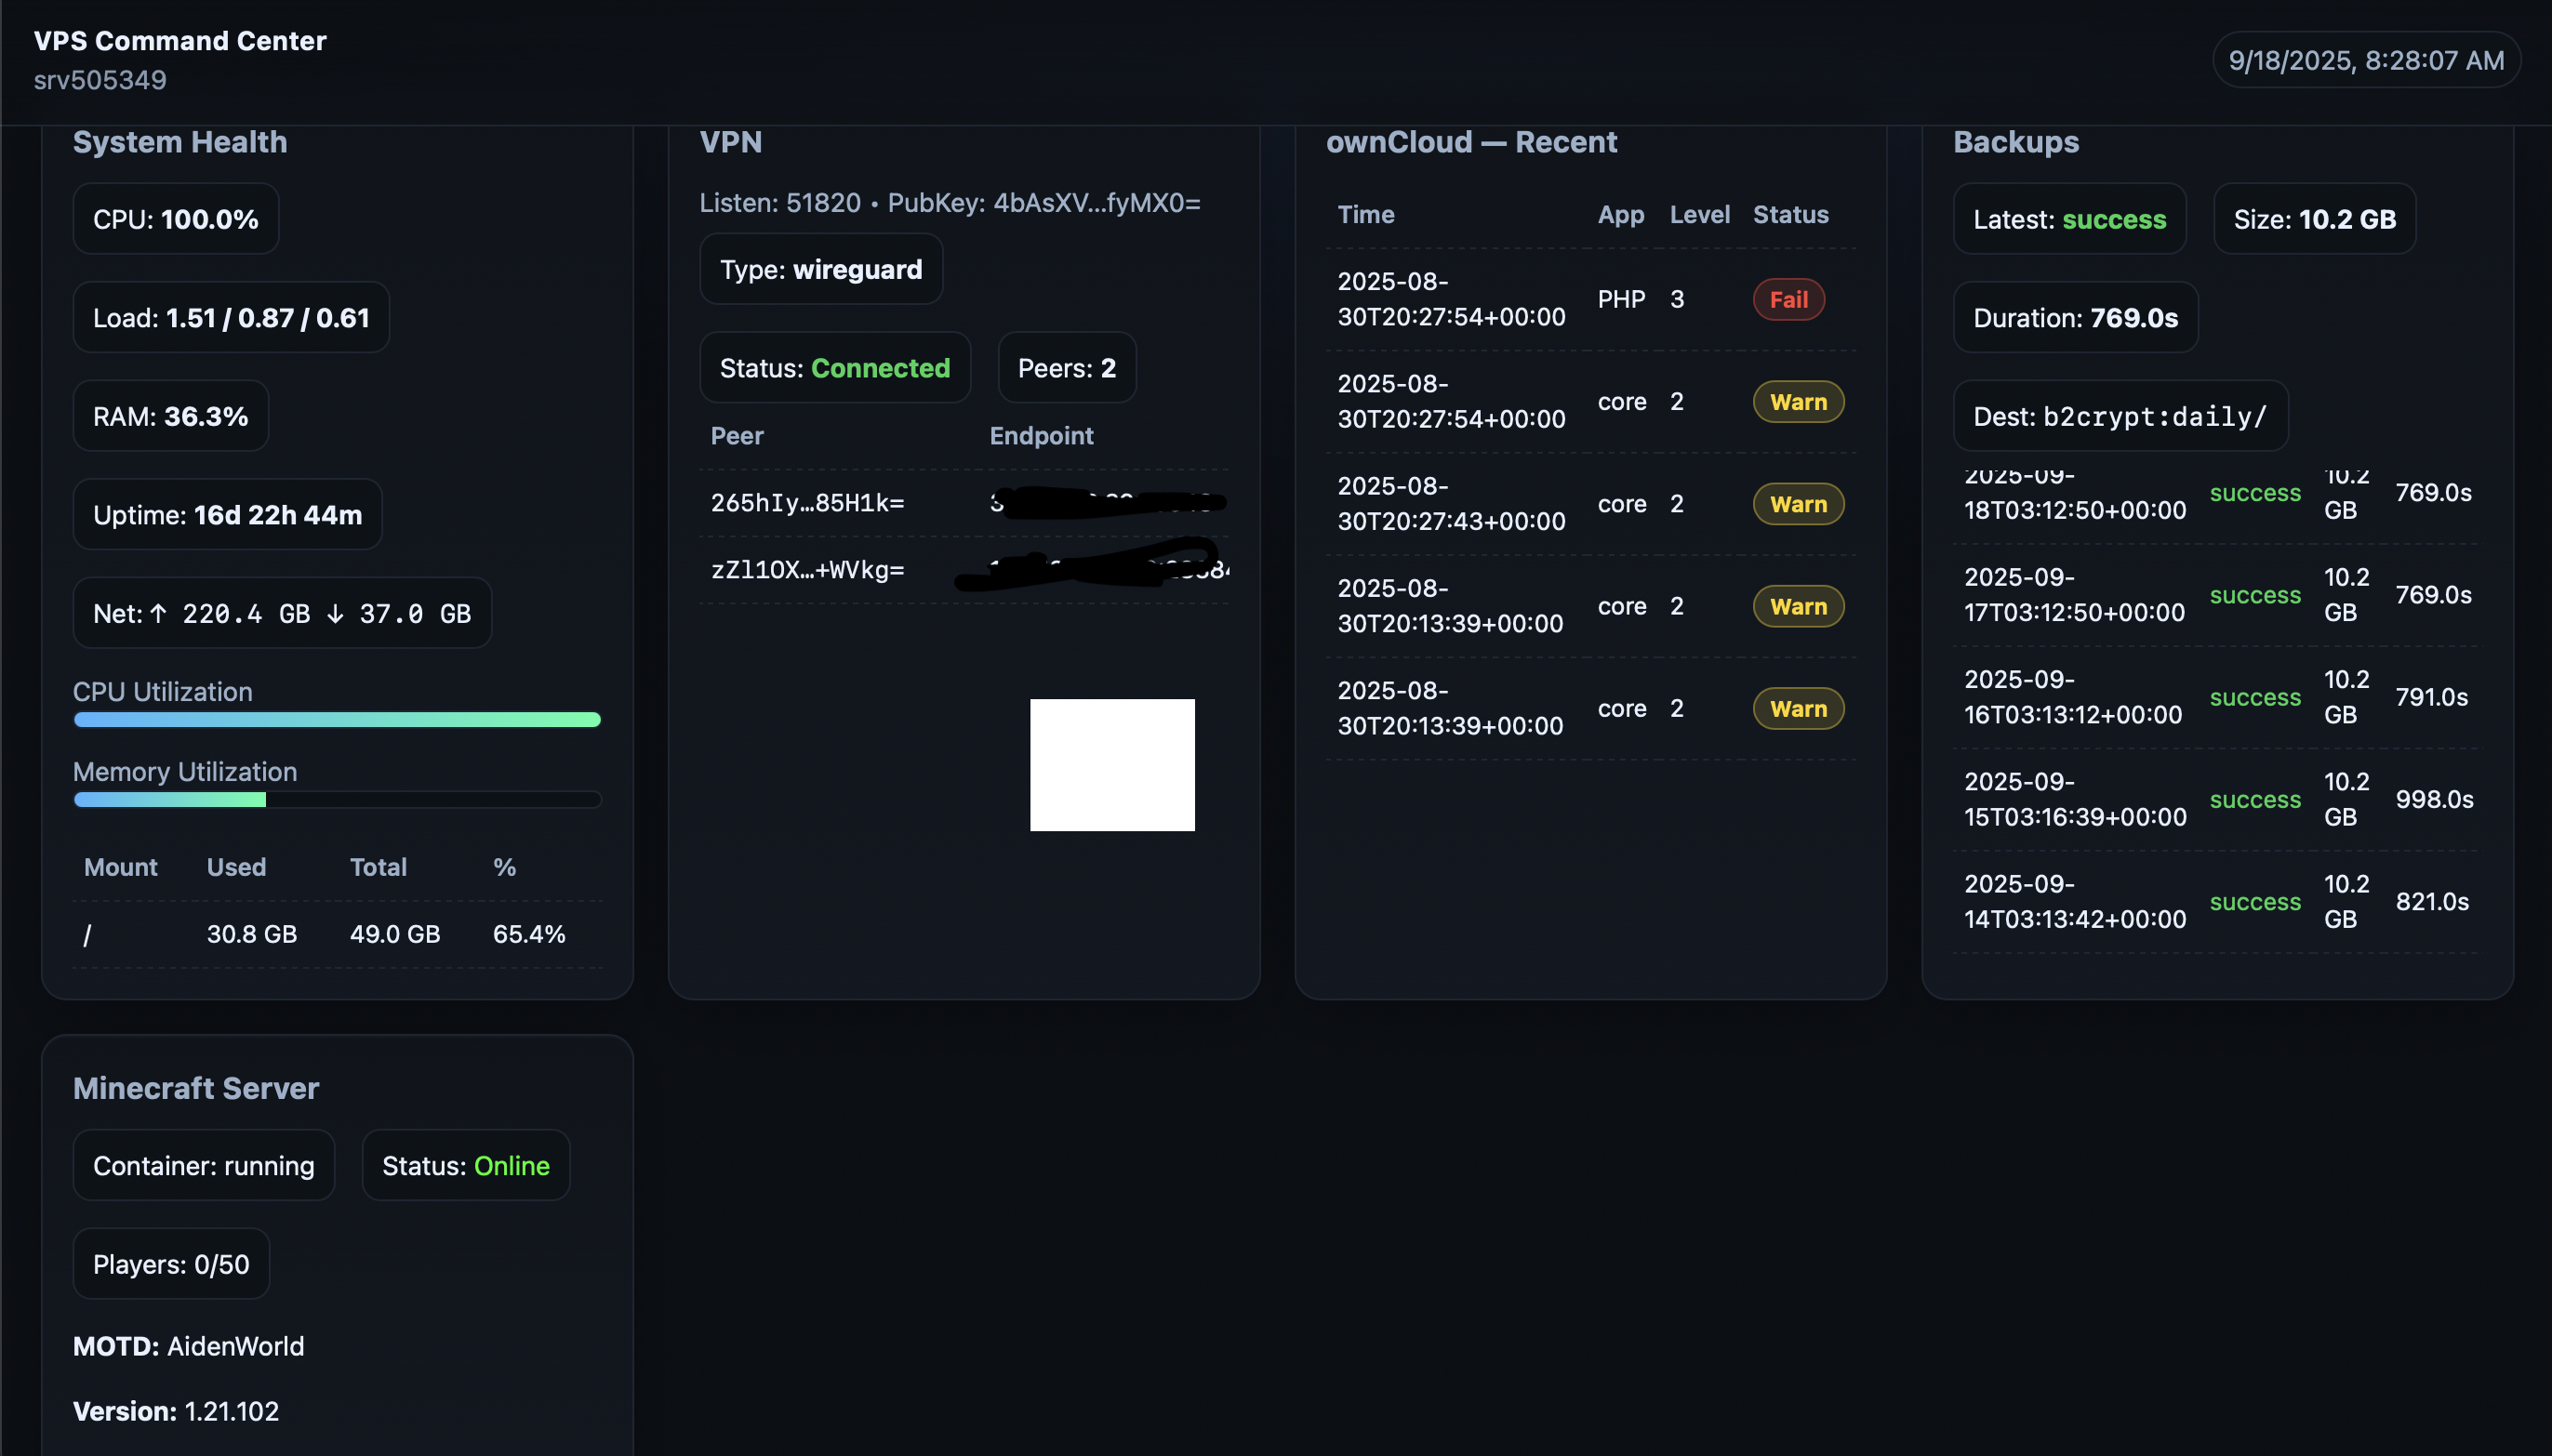 VPS Command Center
srv505349
9/18/2025, 8:28:07 AM
System Health
CPU: 100.0%
Load: 1.51 / 0.87 / 0.61
RAM: 36.3%
Uptime: 16d 22h 44m
Net: ↑ 220.4 GB ↓ 37.0 GB
CPU Utilization
Memory Utilization
Mount Used Total %
/ 30.8 GB 49.0 GB 65.4%
VPN
Listen: 51820 • PubKey: 4bAsXV…fyMX0=
Type: wireguard
Status: Connected
Peers: 2
Peer Endpoint
265hIy…85H1k=
zZl1OX…+WVkg=
ownCloud — Recent
Time App Level Status
2025-08-
30T20:27:54+00:00 PHP 3 Fail
2025-08-
30T20:27:54+00:00 core 2 Warn
2025-08-
30T20:27:43+00:00 core 2 Warn
2025-08-
30T20:13:39+00:00 core 2 Warn
2025-08-
30T20:13:39+00:00 core 2 Warn
Backups
Latest: success
Size: 10.2 GB
Duration: 769.0s
Dest: b2crypt:daily/
2025-09- 10.2
18T03:12:50+00:00 success GB 769.0s
2025-09- 10.2
17T03:12:50+00:00 success GB 769.0s
2025-09- 10.2
16T03:13:12+00:00 success GB 791.0s
2025-09- 10.2
15T03:16:39+00:00 success GB 998.0s
2025-09- 10.2
14T03:13:42+00:00 success GB 821.0s
Minecraft Server
Container: running
Status: Online
Players: 0/50
MOTD: AidenWorld
Version: 1.21.102